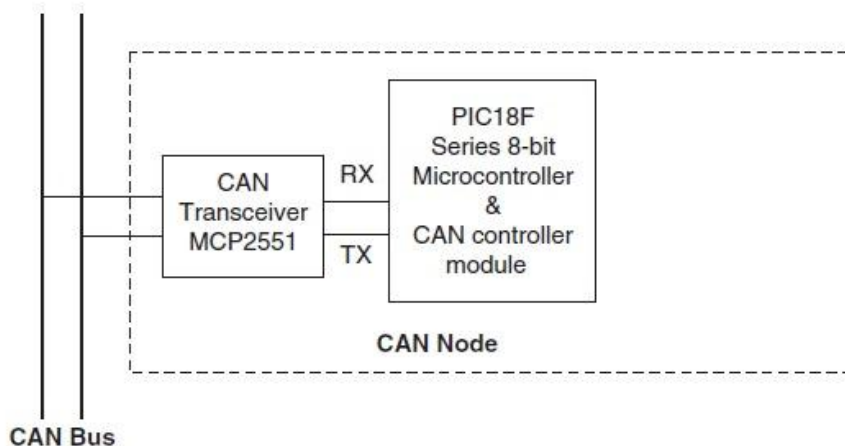 PIC18F
Series 8-bit
Microcontroller
&
CAN controller
module
CAN
Transceiver
MCP2551
RX
TX
CAN Node
CAN Bus